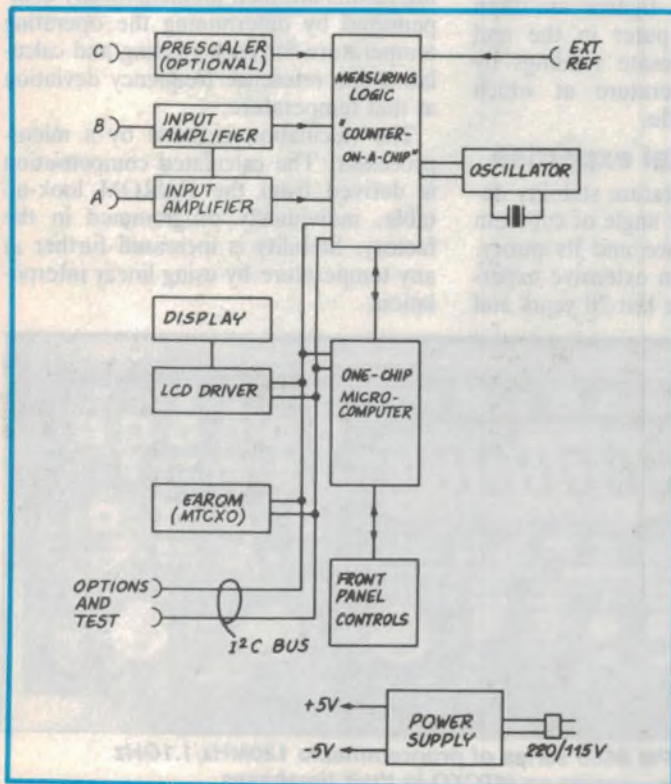 PRESCALER
(OPTIONAL)
B
INPUT
AMPLIFIER
A
INPUT
AMPLIFIER
MEASURING
LOGIC
"COUNTER-
ON-A-CHIP"
EXT
REF
OSCILLATOR
DISPLAY
LCD DRIVER
ONE-CHIP
MICRO-
COMPUTER
EAROM
(MTCXO)
OPTIONS
AND
TEST
I²C BUS
FRONT
PANEL
CONTROLS
+5V
-5V
POWER
SUPPLY
220/115V